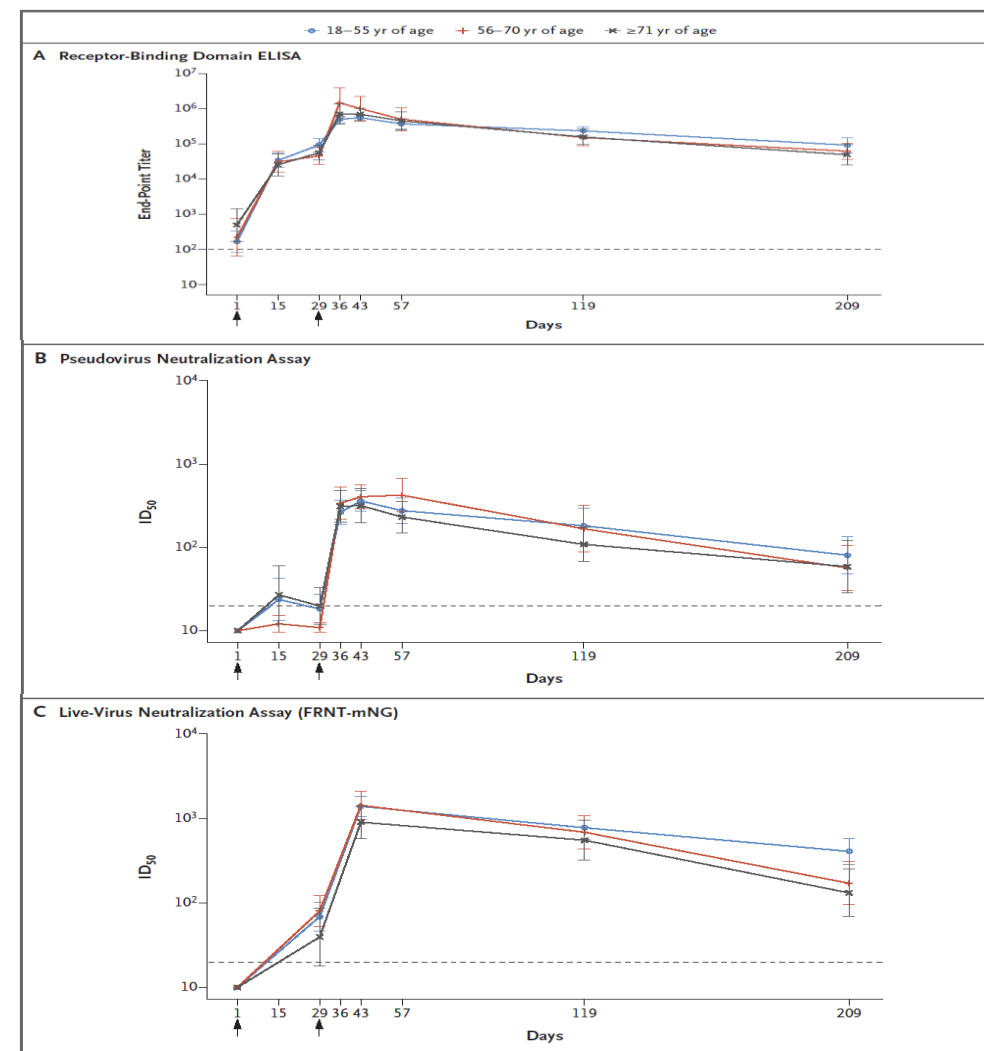 18–55 yr of age 56–70 yr of age ≥71 yr of age
A Receptor-Binding Domain ELISA
10⁷
10⁶
10⁵
10⁴
10³
10²
10
End-Point Titer
1 15 29 36 43 57 119 209
Days
B Pseudovirus Neutralization Assay
10⁴
10³
10²
10
ID₅₀
1 15 29 36 43 57 119 209
Days
C Live-Virus Neutralization Assay (FRNT-mNG)
10⁴
10³
10²
10
ID₅₀
1 15 29 36 43 57 119 209
Days